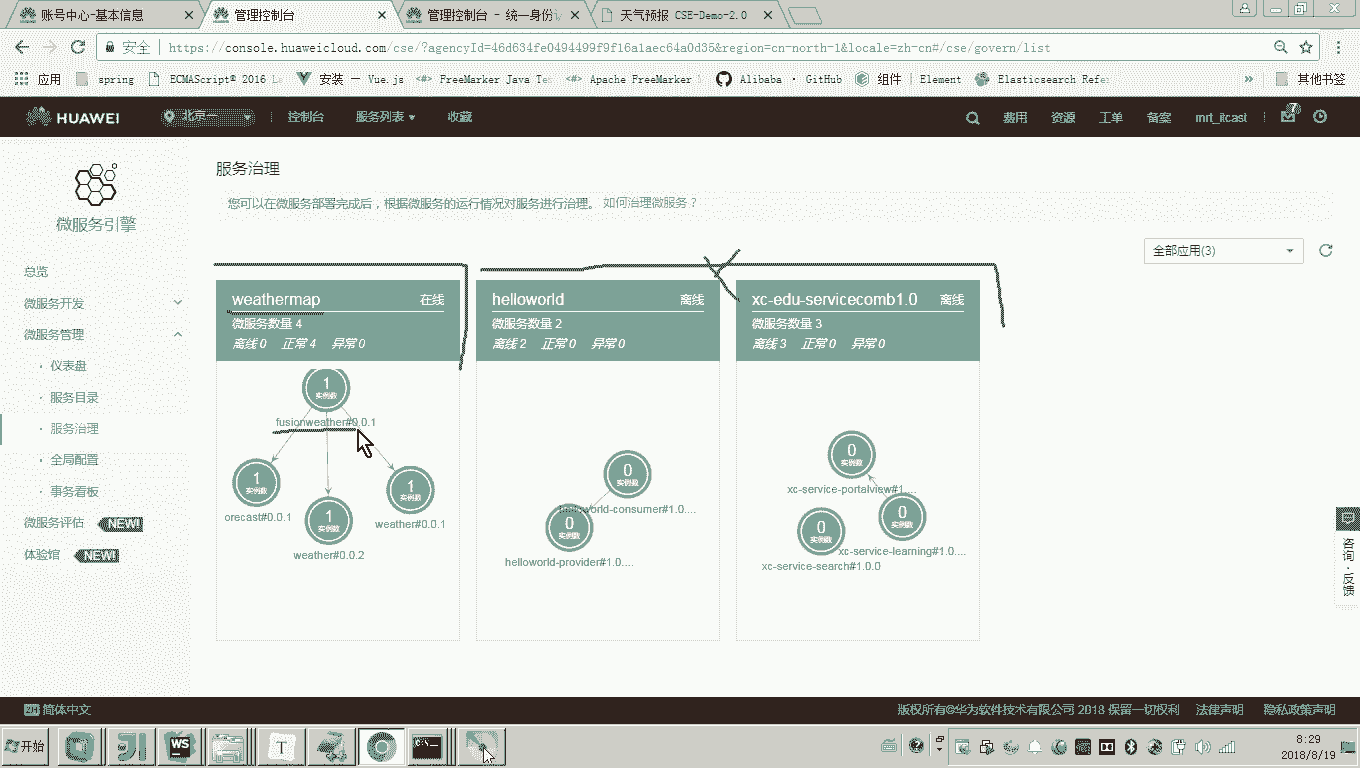 账号中心-基本信息
管理控制台
管理控制台 - 统一身份
天气预报 CSE-Demo-2.0
安全
https://console.huaweicloud.com/cse/?agencyId=46d634fe0494499f9f16a1aec64a0d35&region=cn-north-1&locale=zh-cn#/cse/govern/list
应用
spring
ECMAScript® 2016 L
安装 — Vue.js
FreeMarker Java Te
Apache FreeMarker
Alibaba · GitHub
组件 | Element
Elasticsearch Refe
»
其他书签
HUAWEI
北京一
控制台
服务列表
收藏
费用
资源
工单
备案
mrt_itcast
7
微服务引擎
总览
微服务开发
微服务管理
· 仪表盘
· 服务目录
· 服务治理
· 全局配置
· 事务看板
微服务评估 NEW!
体验馆 NEW!
服务治理
您可以在微服务部署完成后，根据微服务的运行情况对服务进行治理。 如何治理微服务？
全部应用(3)
weathermap 在线
微服务数量 4
离线 0 正常 4 异常 0
1
实例数
fusionweather#0.0.1
1
实例数
orecast#0.0.1
1
实例数
weather#0.0.2
1
实例数
weather#0.0.1
helloworld 离线
微服务数量 2
离线 2 正常 0 异常 0
0
实例数
helloworld-consumer#1.0....
0
实例数
helloworld-provider#1.0....
xc-edu-servicecomb1.0 离线
微服务数量 3
离线 3 正常 0 异常 0
0
实例数
xc-service-portalview#1....
0
实例数
xc-service-learning#1.0....
0
实例数
xc-service-search#1.0.0
咨询·反馈
简体中文
版权所有©华为软件技术有限公司 2018 保留一切权利
法律声明
隐私政策声明
开始
WS
T
8:29
2018/8/19